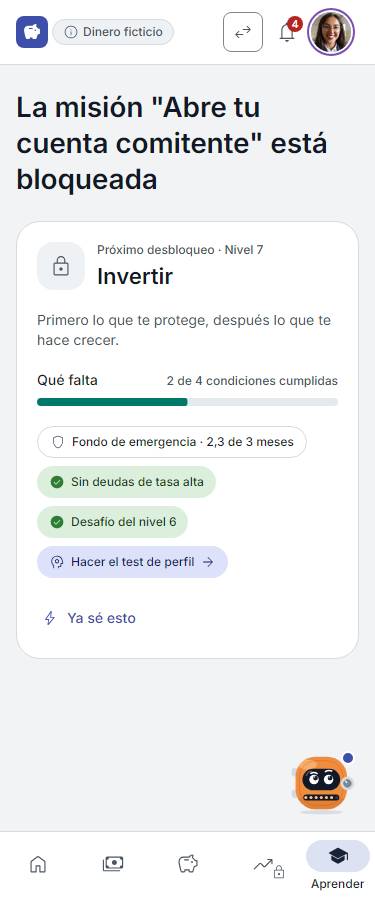 Dinero ficticio
4
La misión "Abre tu
cuenta comitente" está
bloqueada
Próximo desbloqueo · Nivel 7
Invertir
Primero lo que te protege, después lo que te
hace crecer.
Qué falta
2 de 4 condiciones cumplidas
Fondo de emergencia · 2,3 de 3 meses
Sin deudas de tasa alta
Desafío del nivel 6
Hacer el test de perfil
Ya sé esto
Aprender